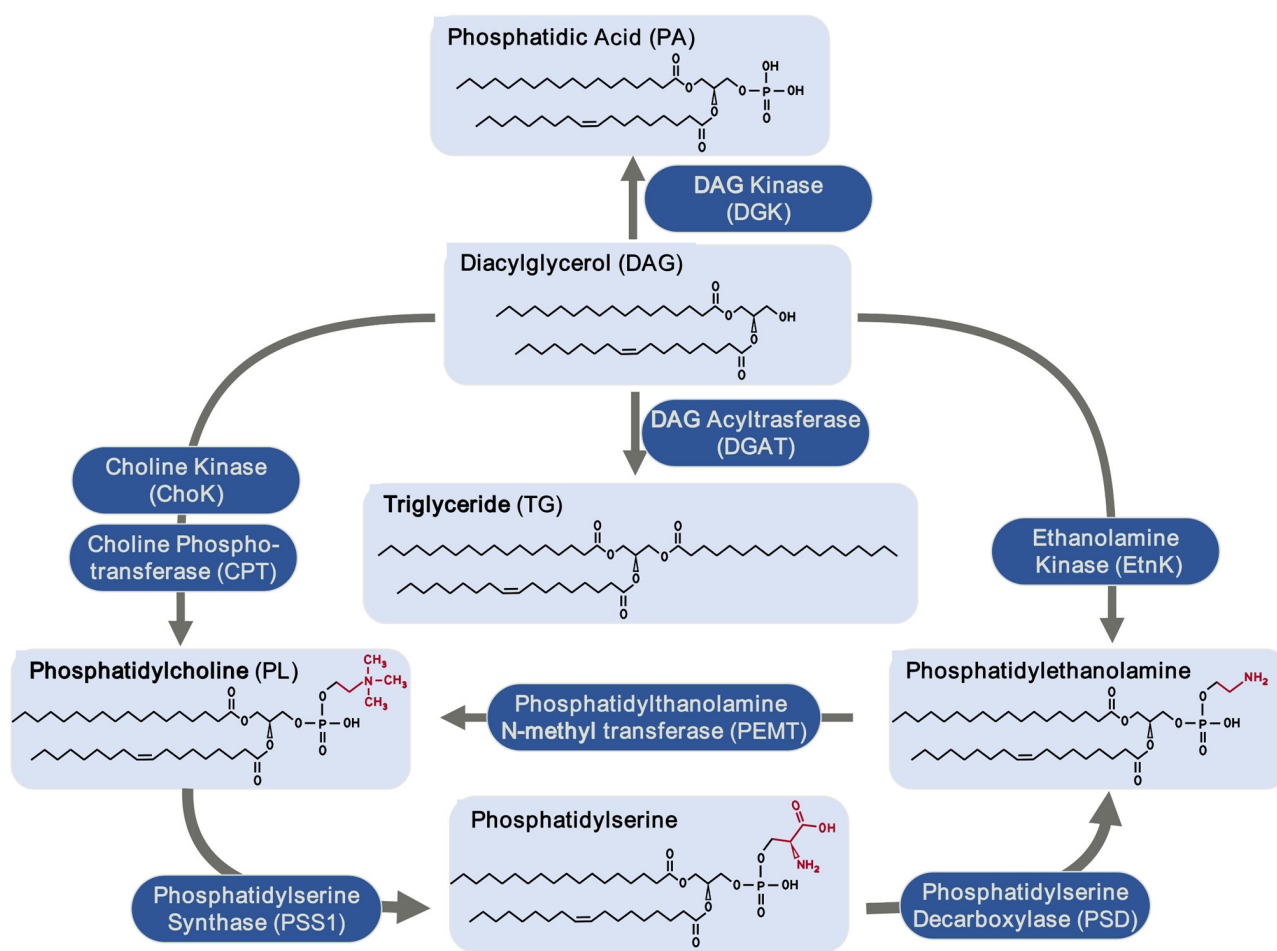 Phosphatidic Acid (PA)
O
OH
O
P
OH
O
O
O
DAG Kinase
(DGK)
Diacylglycerol (DAG)
O
O
OH
O
O
DAG Acyltrasferase
(DGAT)
Choline Kinase
(ChoK)
Choline Phospho-
transferase (CPT)
Triglyceride (TG)
O
O
O
O
O
O
Ethanolamine
Kinase (EtnK)
Phosphatidylcholine (PL)
CH3
N
CH3
CH3
O
O
O
O
P
OH
O
O
O
Phosphatidylthanolamine
N-methyl transferase (PEMT)
Phosphatidylethanolamine
NH2
O
O
O
O
P
OH
O
O
O
Phosphatidylserine
O
OH
NH2
O
O
O
O
P
OH
O
O
O
Phosphatidylserine
Synthase (PSS1)
Phosphatidylserine
Decarboxylase (PSD)